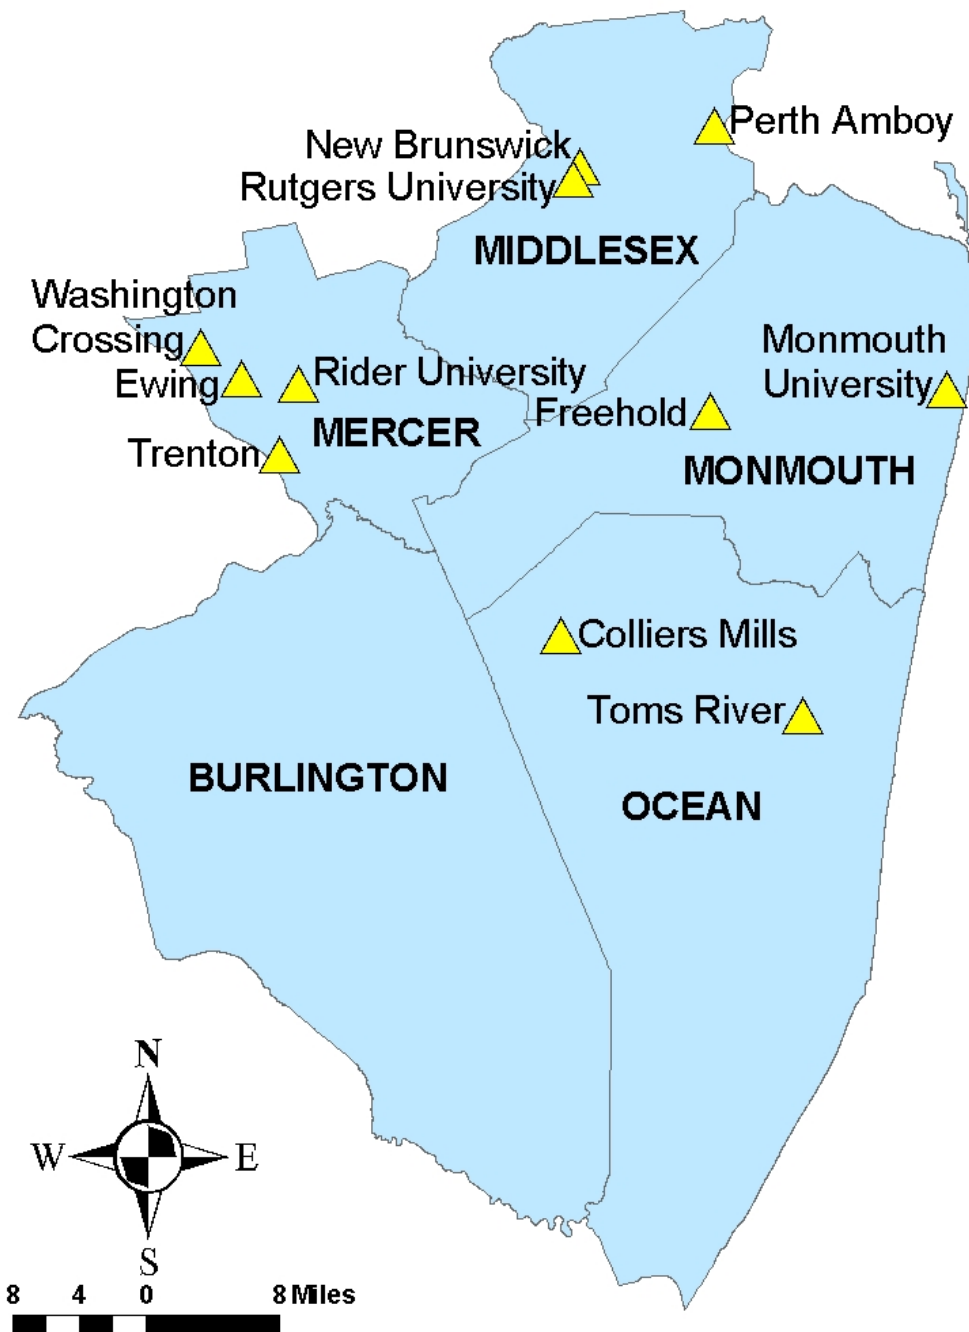 Perth Amboy
New Brunswick
Rutgers University
MIDDLESEX
Washington
Crossing
Ewing
Rider University
Monmouth
University
Freehold
MERCER
Trenton
MONMOUTH
Colliers Mills
Toms River
BURLINGTON
OCEAN
N
W E
S
8 4 0 8 Miles